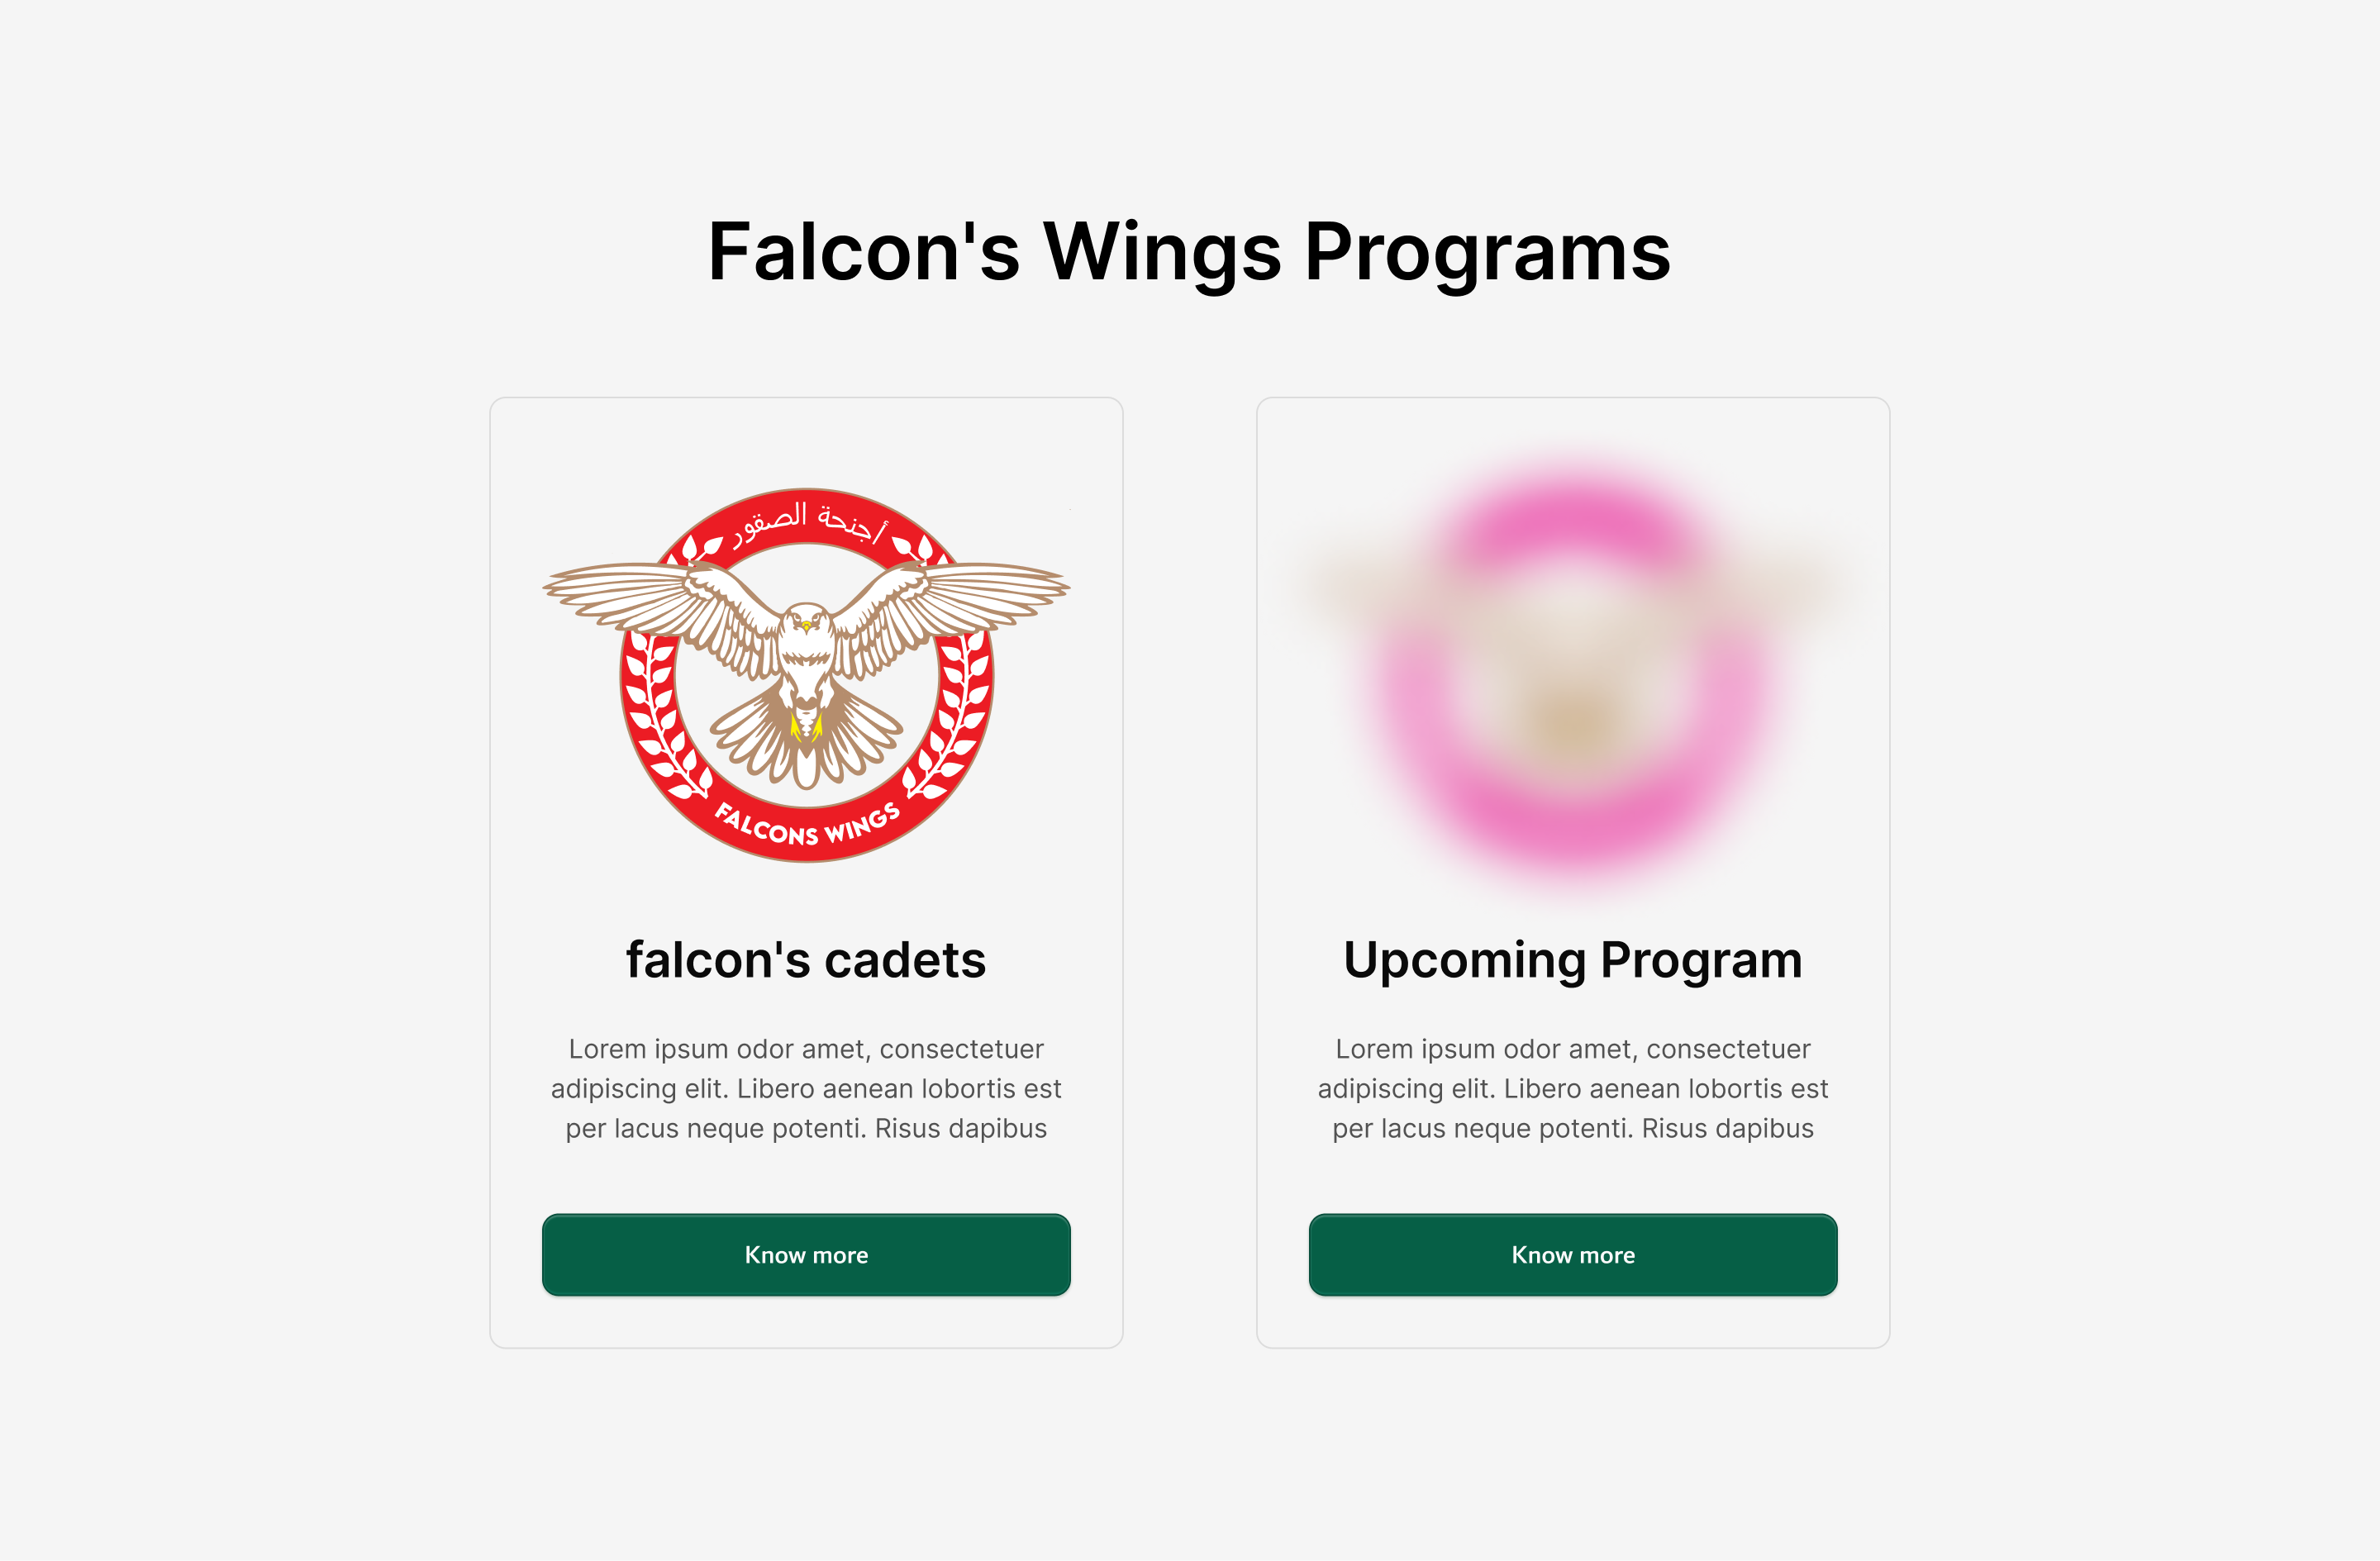 Falcon's Wings Programs
أجنحة الصقور
FALCONS WINGS
falcon's cadets
Lorem ipsum odor amet, consectetuer
adipiscing elit. Libero aenean lobortis est
per lacus neque potenti. Risus dapibus
Know more
Upcoming Program
Lorem ipsum odor amet, consectetuer
adipiscing elit. Libero aenean lobortis est
per lacus neque potenti. Risus dapibus
Know more